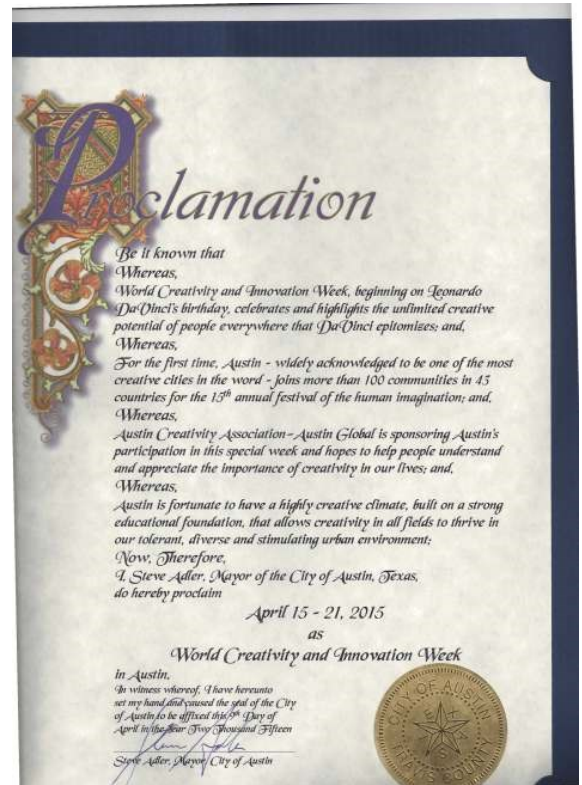 Proclamation
Be it known that
Whereas,
World Creativity and Innovation Week, beginning on Leonardo
DaVinci's birthday, celebrates and highlights the unlimited creative
potential of people everywhere that DaVinci epitomizes; and,
Whereas,
For the first time, Austin - widely acknowledged to be one of the most
creative cities in the word - joins more than 100 communities in 43
countries for the 13th annual festival of the human imagination; and,
Whereas,
Austin Creativity Association-Austin Global is sponsoring Austin's
participation in this special week and hopes to help people understand
and appreciate the importance of creativity in our lives; and,
Whereas,
Austin is fortunate to have a highly creative climate, built on a strong
educational foundation, that allows creativity in all fields to thrive in
our tolerant, diverse and stimulating urban environment;
Now, Therefore,
I, Steve Adler, Mayor of the City of Austin, Texas,
do hereby proclaim
April 15 - 21, 2015
as
World Creativity and Innovation Week
in Austin.
In witness whereof, I have hereunto
set my hand and caused the seal of the City
of Austin to be affixed this Day of
April in the Year Two Thousand Fifteen
Steve Adler, Mayor, City of Austin
CITY OF AUSTIN
TRAVIS COUNTY